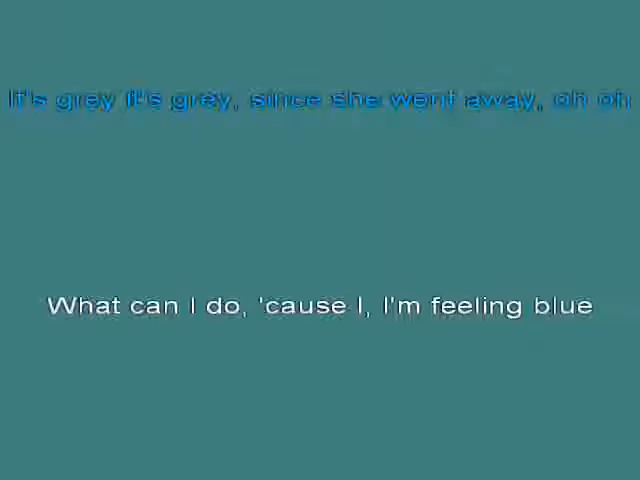 It's grey it's grey, since she went away, oh oh
What can I do, 'cause I, I'm feeling blue